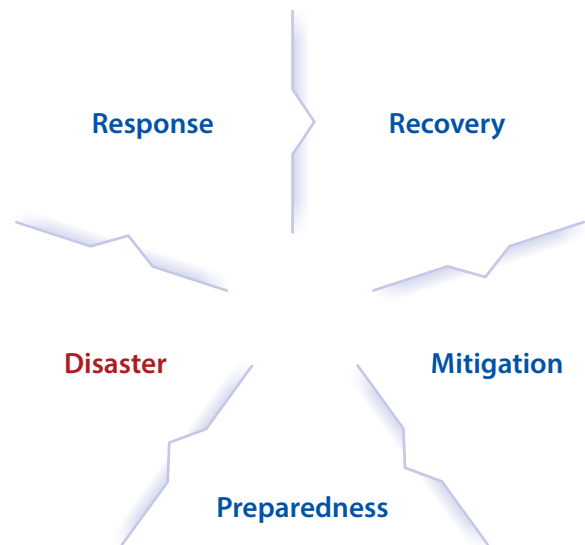 Response
Recovery
Disaster
Mitigation
Preparedness